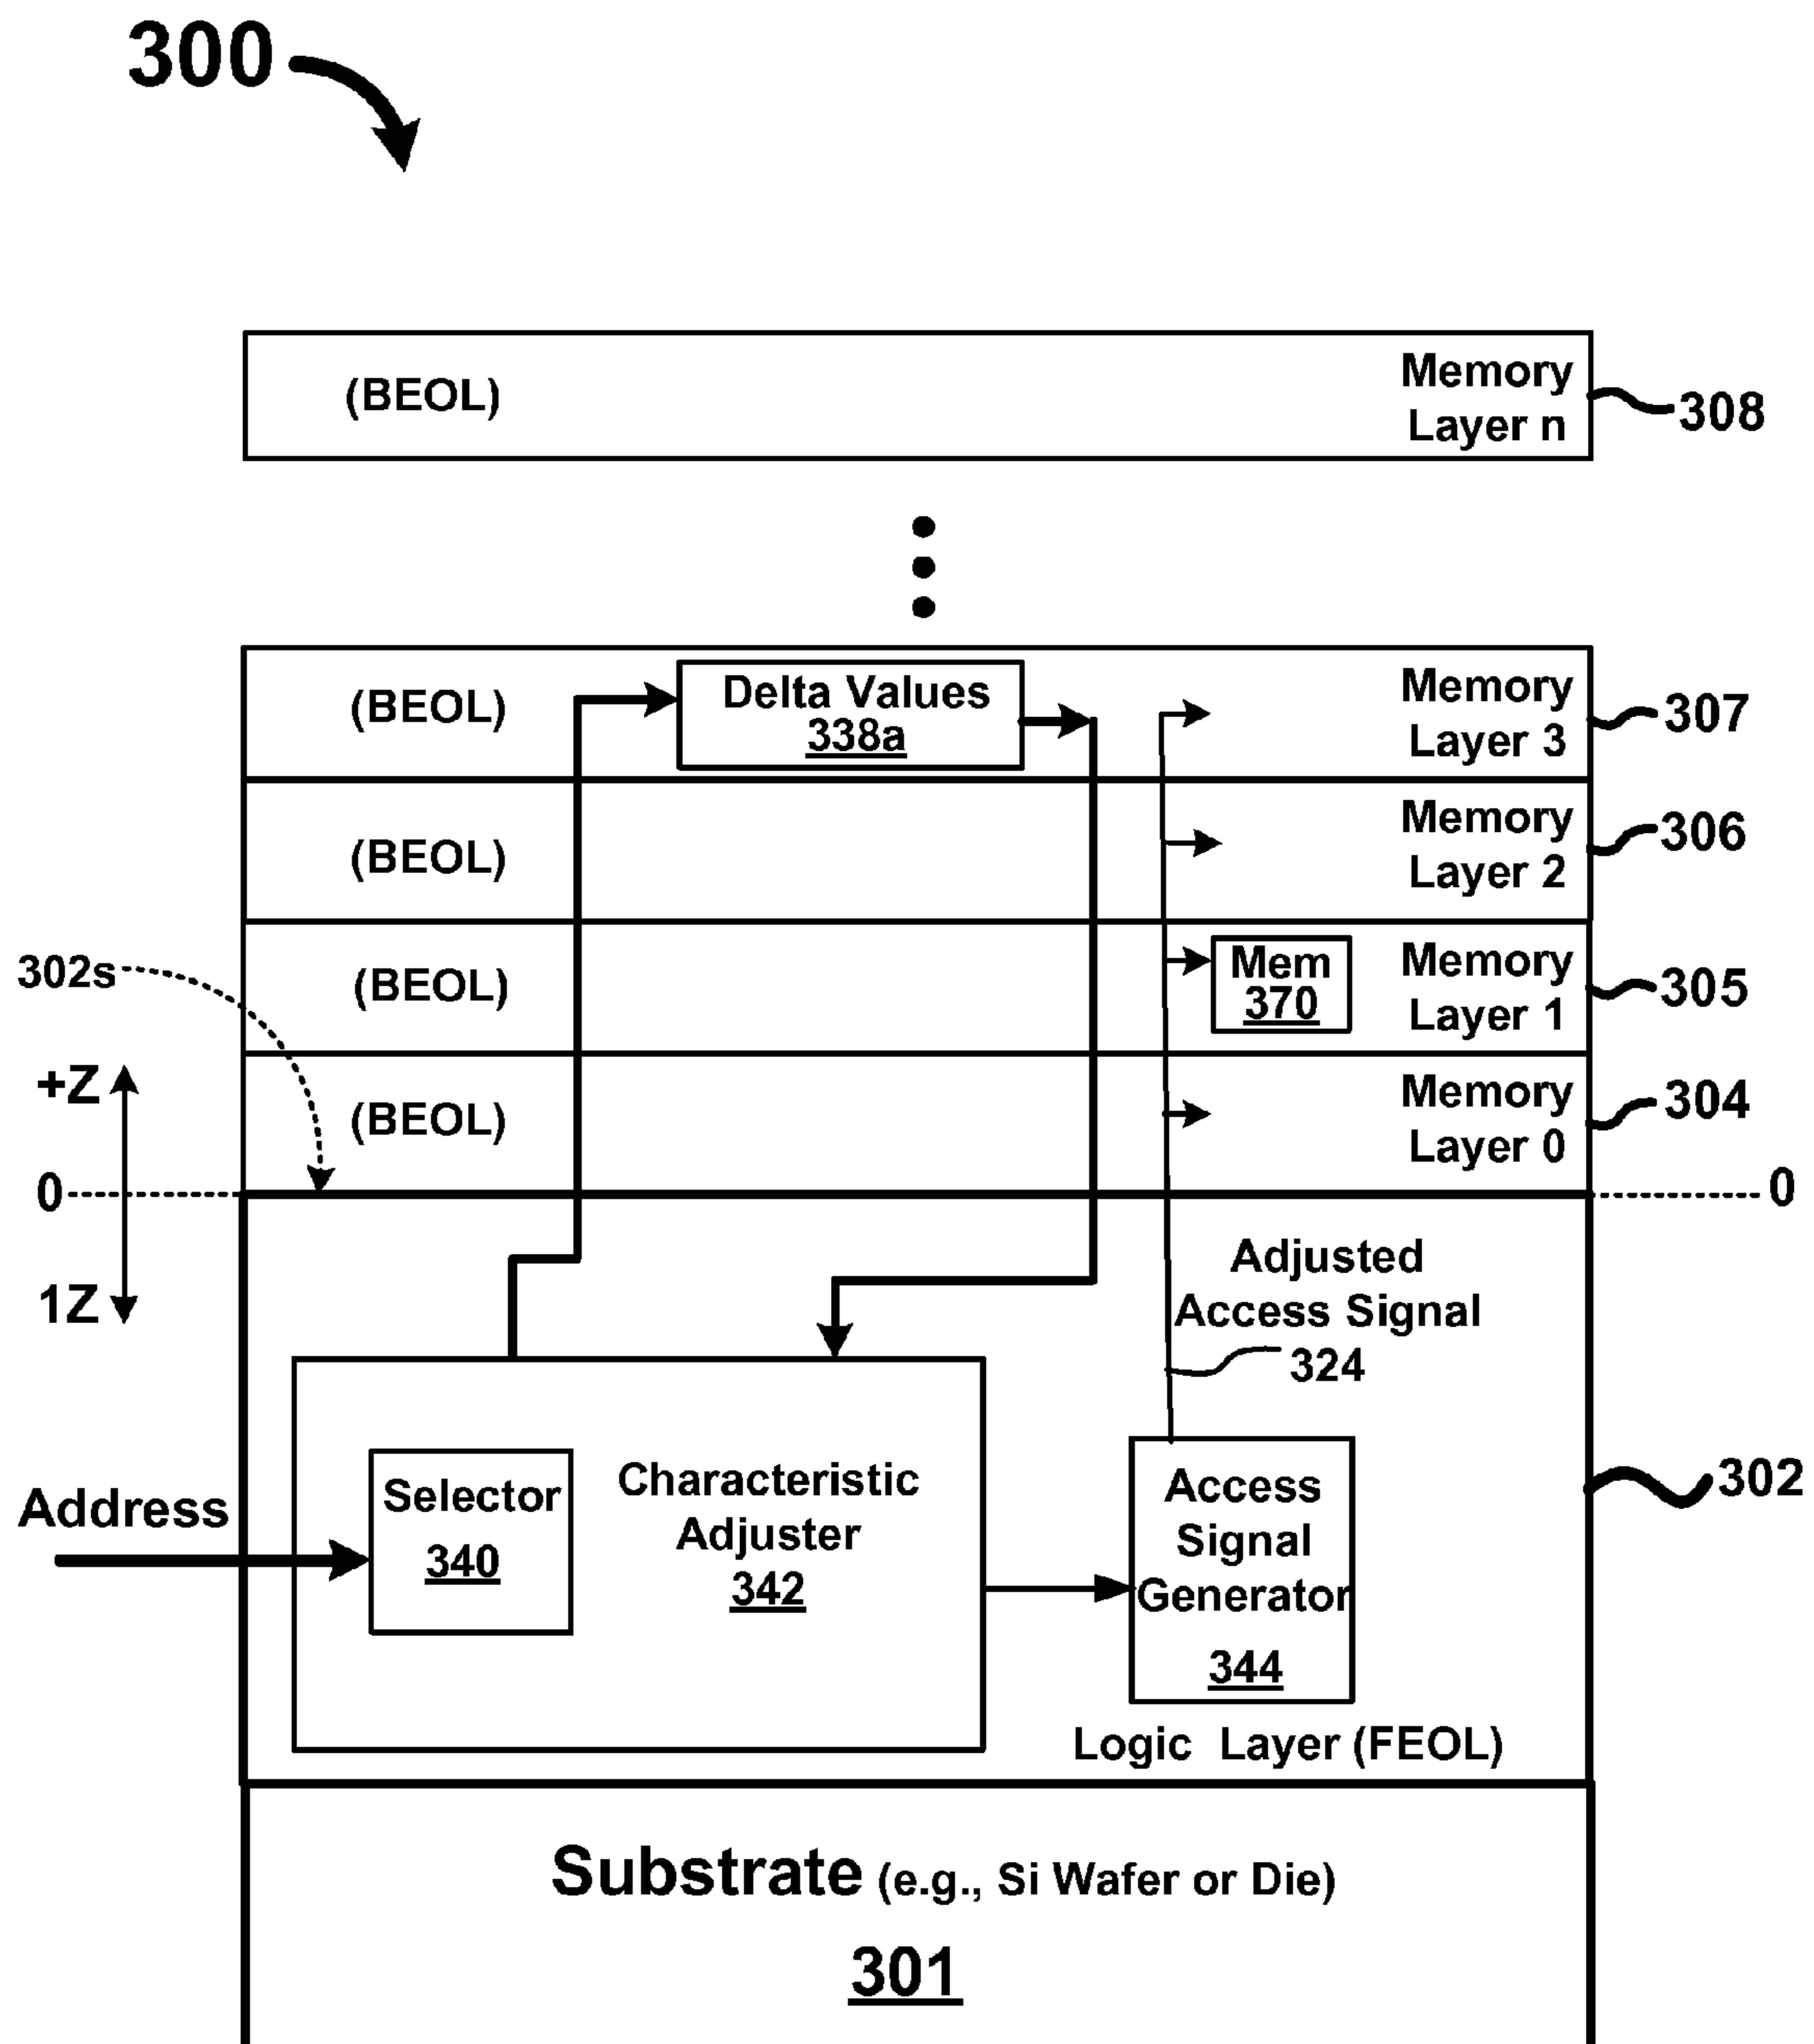 300
(BEOL)
Memory
Layer n
308
(BEOL)
Delta Values
338a
Memory
Layer 3
307
(BEOL)
Memory
Layer 2
306
302s
(BEOL)
Mem
370
Memory
Layer 1
305
+Z
(BEOL)
Memory
Layer 0
304
0
0
1Z
Adjusted
Access Signal
324
Address
Selector
340
Characteristic
Adjuster
342
Access
Signal
Generator
344
302
Logic Layer (FEOL)
Substrate (e.g., Si Wafer or Die)
301